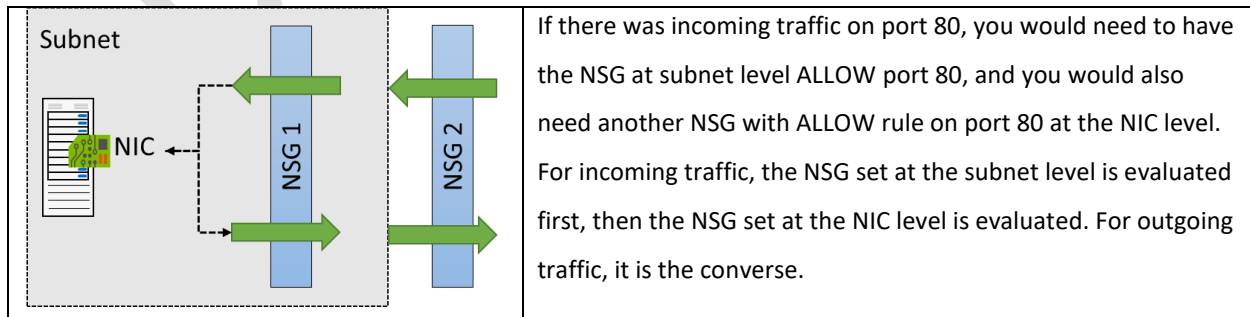 Subnet
NIC
NSG 1
NSG 2
If there was incoming traffic on port 80, you would need to have
the NSG at subnet level ALLOW port 80, and you would also
need another NSG with ALLOW rule on port 80 at the NIC level.
For incoming traffic, the NSG set at the subnet level is evaluated
first, then the NSG set at the NIC level is evaluated. For outgoing
traffic, it is the converse.